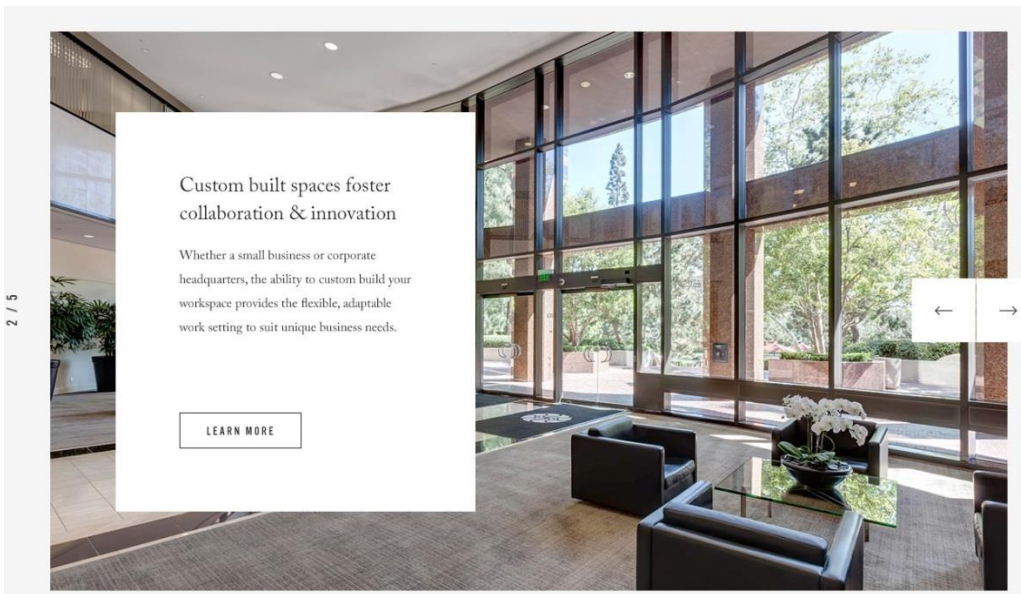 Custom built spaces foster
collaboration & innovation
Whether a small business or corporate
headquarters, the ability to custom build your
workspace provides the flexible, adaptable
work setting to suit unique business needs.
LEARN MORE
2 / 5